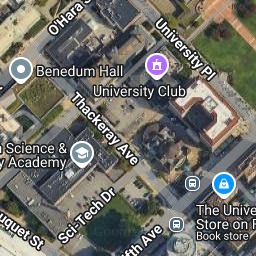 O'Hara S
University Pl
Benedum Hall
University Club
Thackeray Ave
n Science &
y Academy
Sci-Tech Dr
The Unive
Store on F
Book store
fth Ave
uquet St